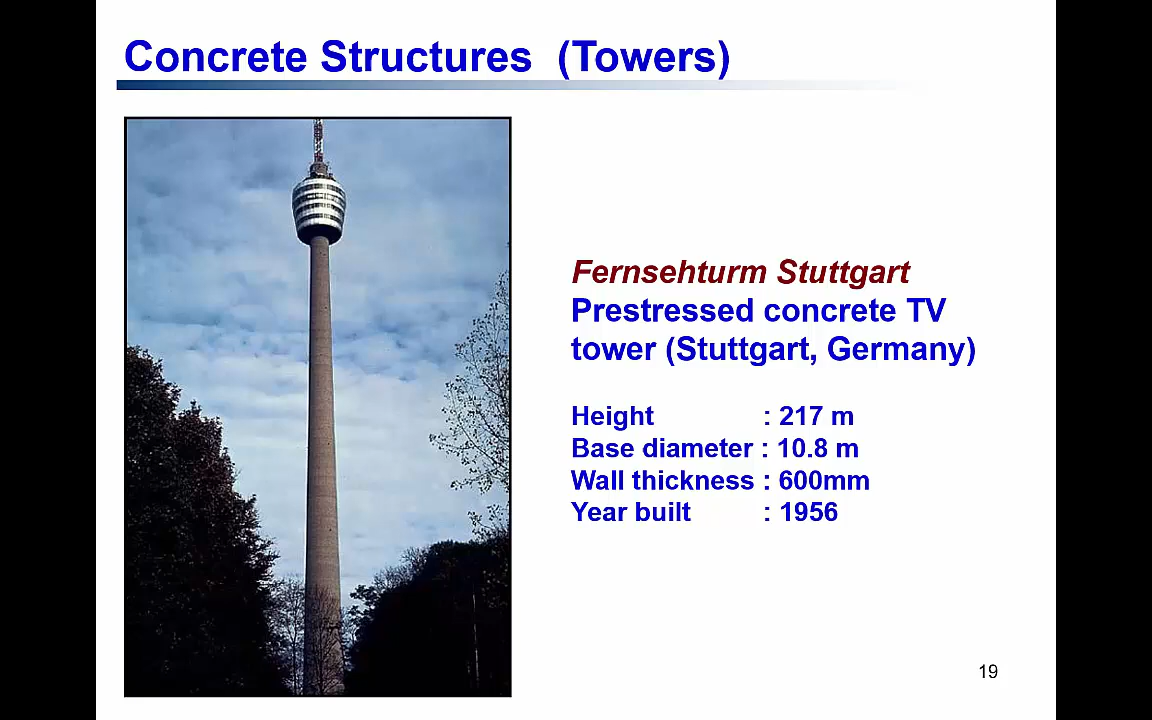 Concrete Structures (Towers)
Fernsehturm Stuttgart
Prestressed concrete TV
tower (Stuttgart, Germany)
Height : 217 m
Base diameter : 10.8 m
Wall thickness : 600mm
Year built : 1956
19